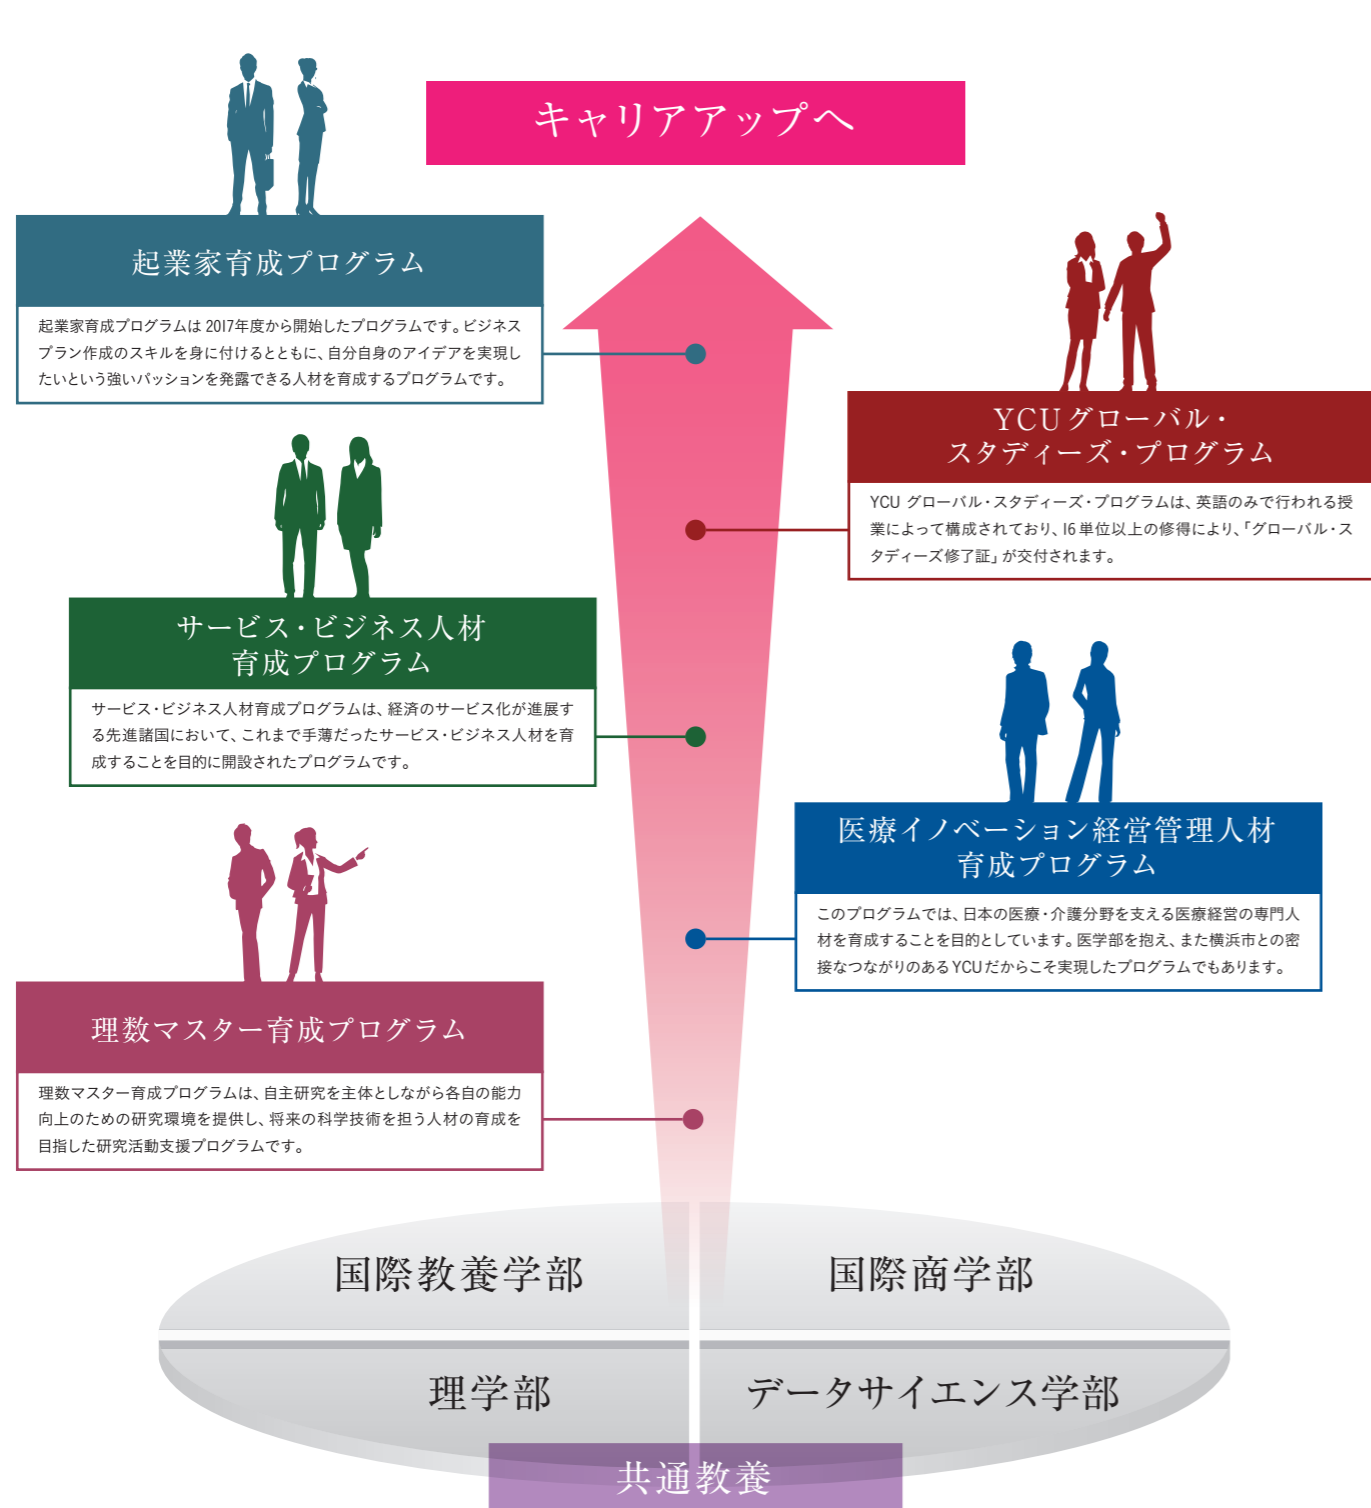 キャリアアップへ
起業家育成プログラム
起業家育成プログラムは2017年度から開始したプログラムです。ビジネス
プラン作成のスキルを身に付けるとともに、自分自身のアイデアを実現し
たいという強いパッションを発露できる人材を育成するプログラムです。
YCUグローバル・
スタディーズ・プログラム
YCU グローバル・スタディーズ・プログラムは、英語のみで行われる授
業によって構成されており、16単位以上の修得により、「グローバル・ス
タディーズ修了証」が交付されます。
サービス・ビジネス人材
育成プログラム
サービス・ビジネス人材育成プログラムは、経済のサービス化が進展す
る先進諸国において、これまで手薄だったサービス・ビジネス人材を育
成することを目的に開設されたプログラムです。
医療イノベーション経営管理人材
育成プログラム
このプログラムでは、日本の医療・介護分野を支える医療経営の専門人
材を育成することを目的としています。医学部を抱え、また横浜市との密
接なつながりのあるYCUだからこそ実現したプログラムでもあります。
理数マスター育成プログラム
理数マスター育成プログラムは、自主研究を主体としながら各自の能力
向上のための研究環境を提供し、将来の科学技術を担う人材の育成を
目指した研究活動支援プログラムです。
国際教養学部
国際商学部
理学部
データサイエンス学部
共通教養